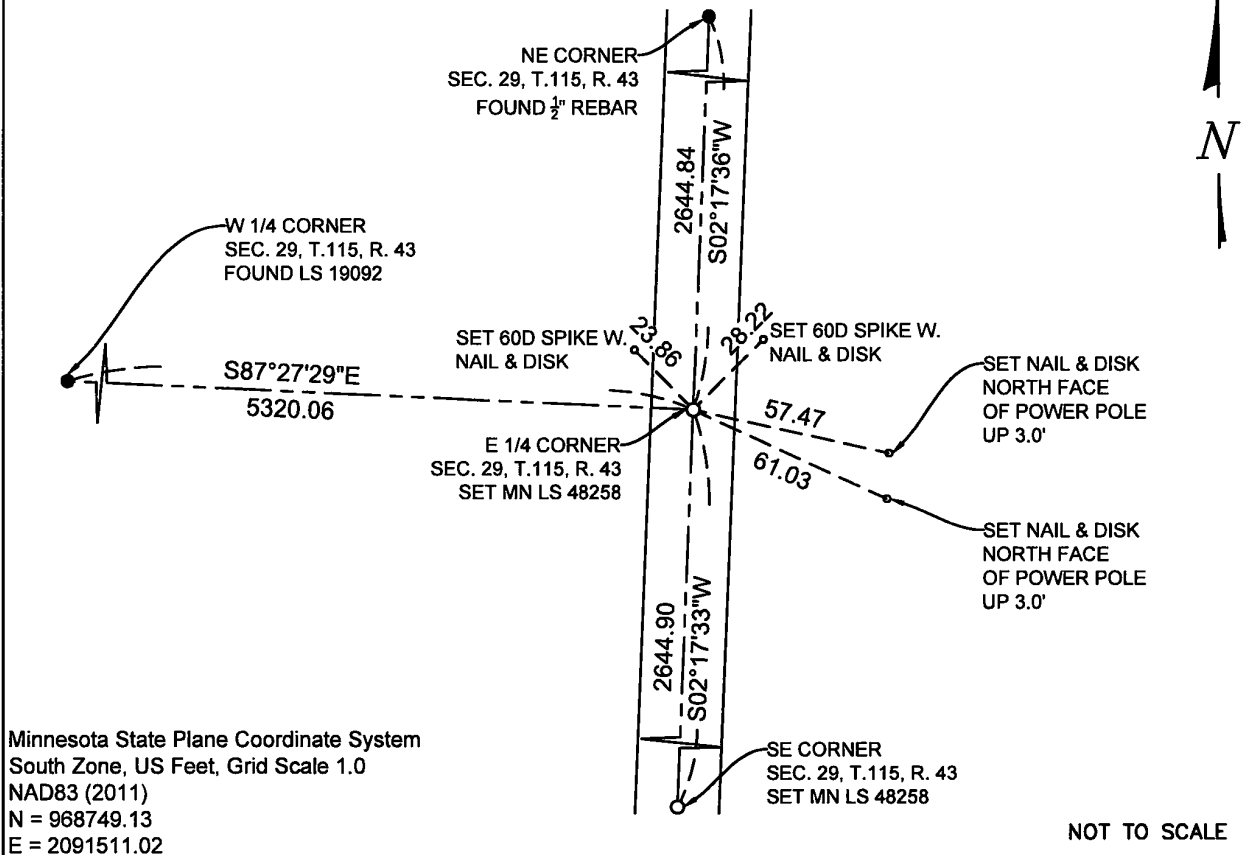 NE CORNER
SEC. 29, T.115, R. 43
FOUND ½" REBAR
N
2644.84
S02°17'36"W
W 1/4 CORNER
SEC. 29, T.115, R. 43
FOUND LS 19092
SET 60D SPIKE W.
NAIL & DISK
23.86
28.22
SET 60D SPIKE W.
NAIL & DISK
SET NAIL & DISK
NORTH FACE
OF POWER POLE
UP 3.0'
S87°27'29"E
5320.06
57.47
61.03
E 1/4 CORNER
SEC. 29, T.115, R. 43
SET MN LS 48258
SET NAIL & DISK
NORTH FACE
OF POWER POLE
UP 3.0'
2644.90
S02°17'33"W
SE CORNER
SEC. 29, T.115, R. 43
SET MN LS 48258
Minnesota State Plane Coordinate System
South Zone, US Feet, Grid Scale 1.0
NAD83 (2011)
N = 968749.13
E = 2091511.02
NOT TO SCALE